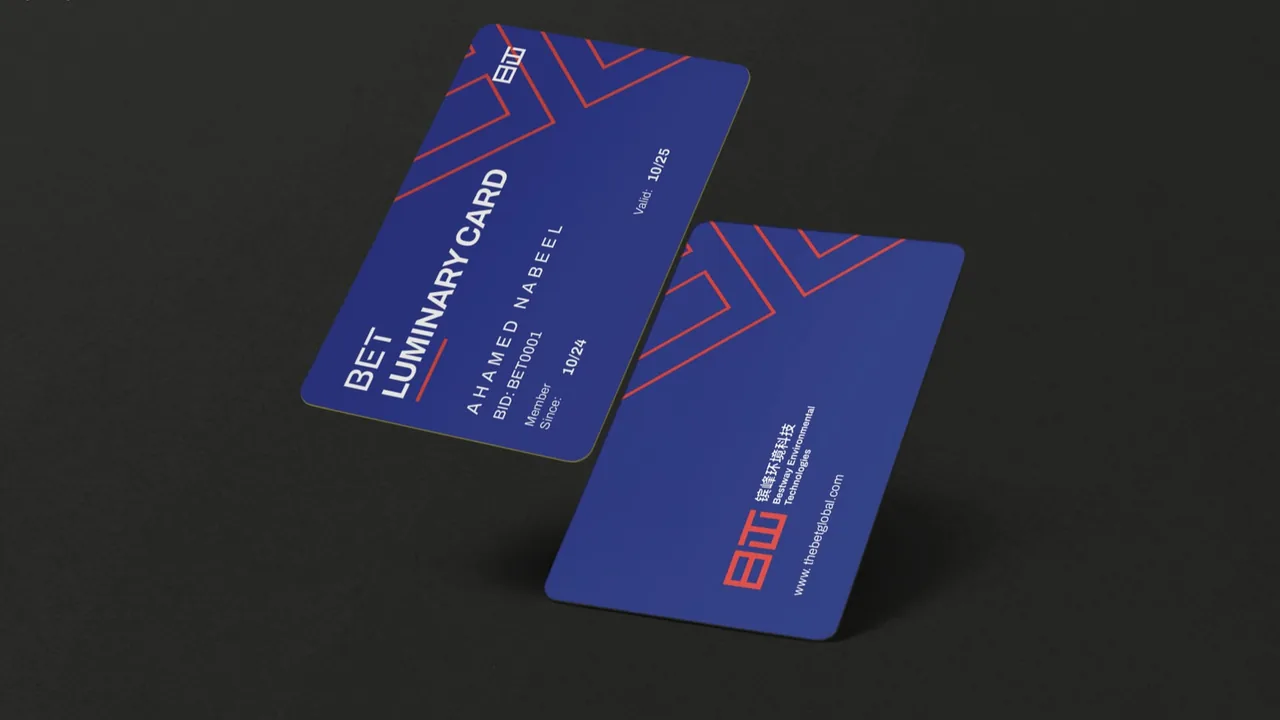 BET
LUMINARY CARD
AHAMED NABEEL
BID: BET0001
Member
Since:
10/24
Valid: 10/25
镔峰环境科技
Bestway Environmental
Technologies
www. thebetglobal.com